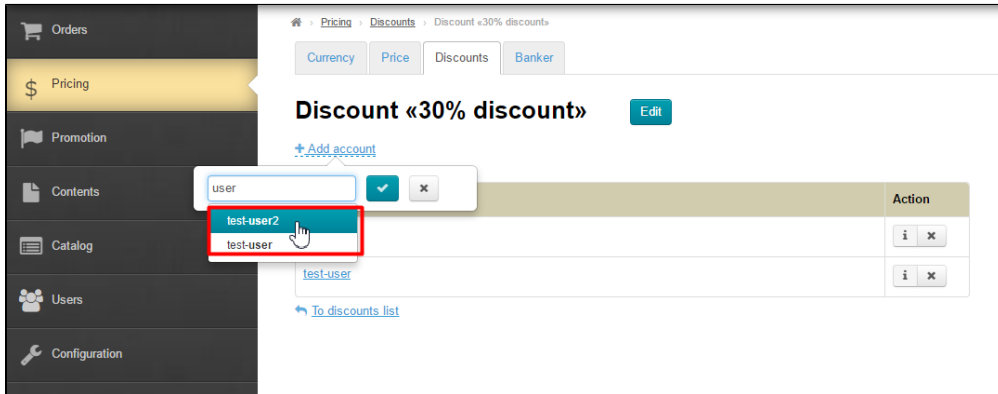 Orders
Pricing
Promotion
Contents
Catalog
Users
Configuration
› Pricing › Discounts › Discount «30% discount»
Currency Price Discounts Banker
Discount «30% discount» Edit
+ Add account
user
test-user2
test-user
Action
test-user
To discounts list